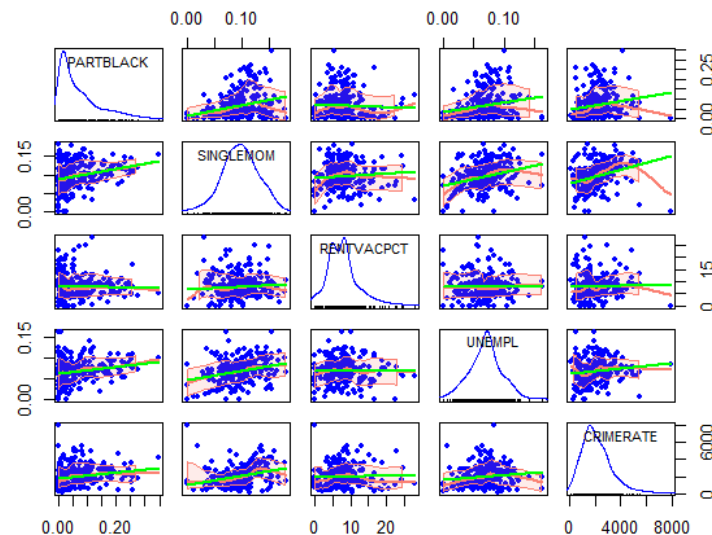 0.00 0.10 0.00 0.10
PARTBLACK
0.00 0.25
0.00 0.15
SINGLEMOM
RENTVACPCT
0 15
0.00 0.15
UNEMPL
CRIMERATE
0 6000
0.00 0.20 0 10 20 0 4000 8000